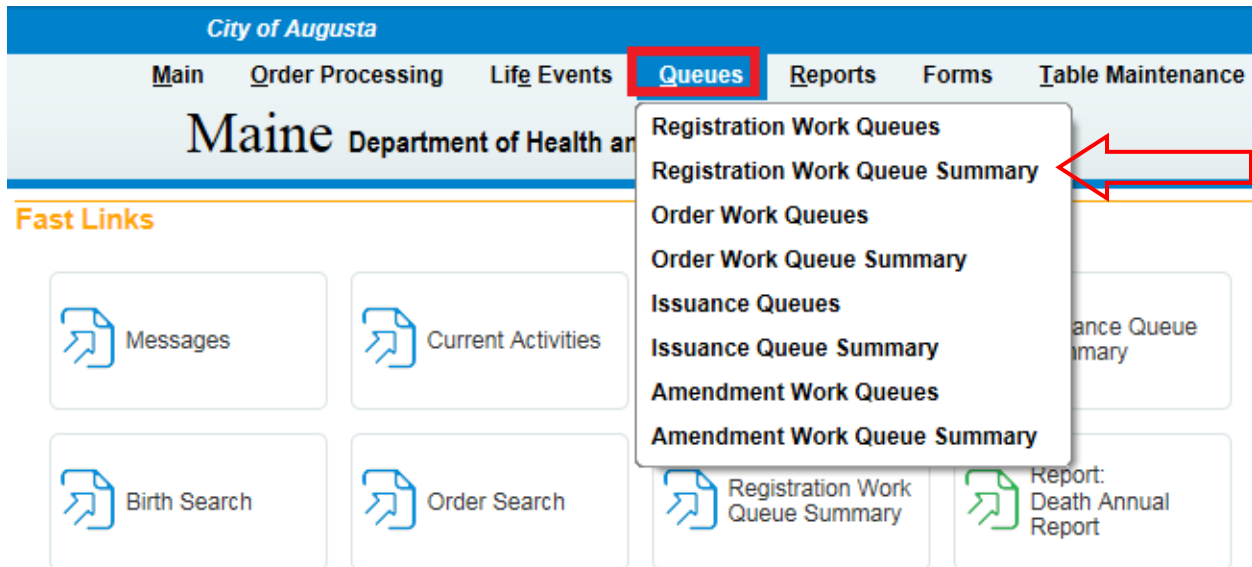 City of Augusta
Main Order Processing Life Events Queues Reports Forms Table Maintenance
Maine Department of Health
Registration Work Queues
Registration Work Queue Summary
Order Work Queues
Order Work Queue Summary
Issuance Queues
Issuance Queue Summary
Amendment Work Queues
Amendment Work Queue Summary
Fast Links
Messages
Current Activities
Queue
Birth Search
Order Search
Registration Work
Queue Summary
Report:
Death Annual
Report